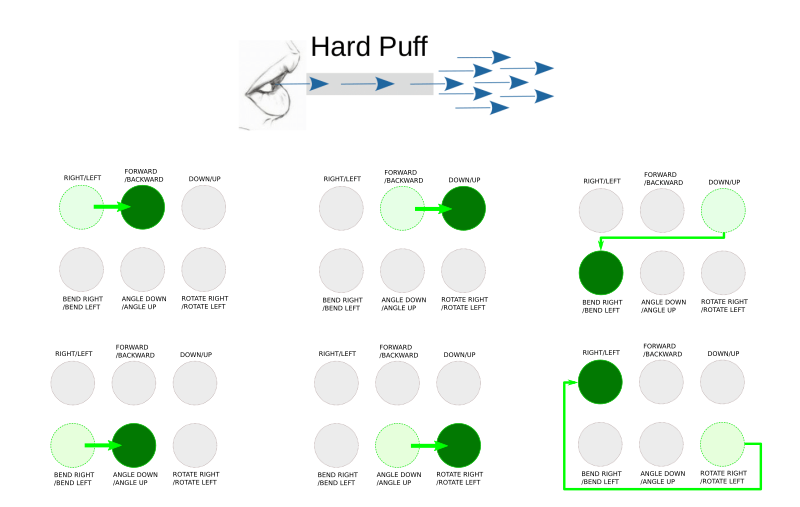 Hard Puff
RIGHT/LEFT
FORWARD
/BACKWARD
DOWN/UP
BEND RIGHT
/BEND LEFT
ANGLE DOWN
/ANGLE UP
ROTATE RIGHT
/ROTATE LEFT
RIGHT/LEFT
FORWARD
/BACKWARD
DOWN/UP
BEND RIGHT
/BEND LEFT
ANGLE DOWN
/ANGLE UP
ROTATE RIGHT
/ROTATE LEFT
RIGHT/LEFT
FORWARD
/BACKWARD
DOWN/UP
BEND RIGHT
/BEND LEFT
ANGLE DOWN
/ANGLE UP
ROTATE RIGHT
/ROTATE LEFT
RIGHT/LEFT
FORWARD
/BACKWARD
DOWN/UP
BEND RIGHT
/BEND LEFT
ANGLE DOWN
/ANGLE UP
ROTATE RIGHT
/ROTATE LEFT
RIGHT/LEFT
FORWARD
/BACKWARD
DOWN/UP
BEND RIGHT
/BEND LEFT
ANGLE DOWN
/ANGLE UP
ROTATE RIGHT
/ROTATE LEFT
RIGHT/LEFT
FORWARD
/BACKWARD
DOWN/UP
BEND RIGHT
/BEND LEFT
ANGLE DOWN
/ANGLE UP
ROTATE RIGHT
/ROTATE LEFT